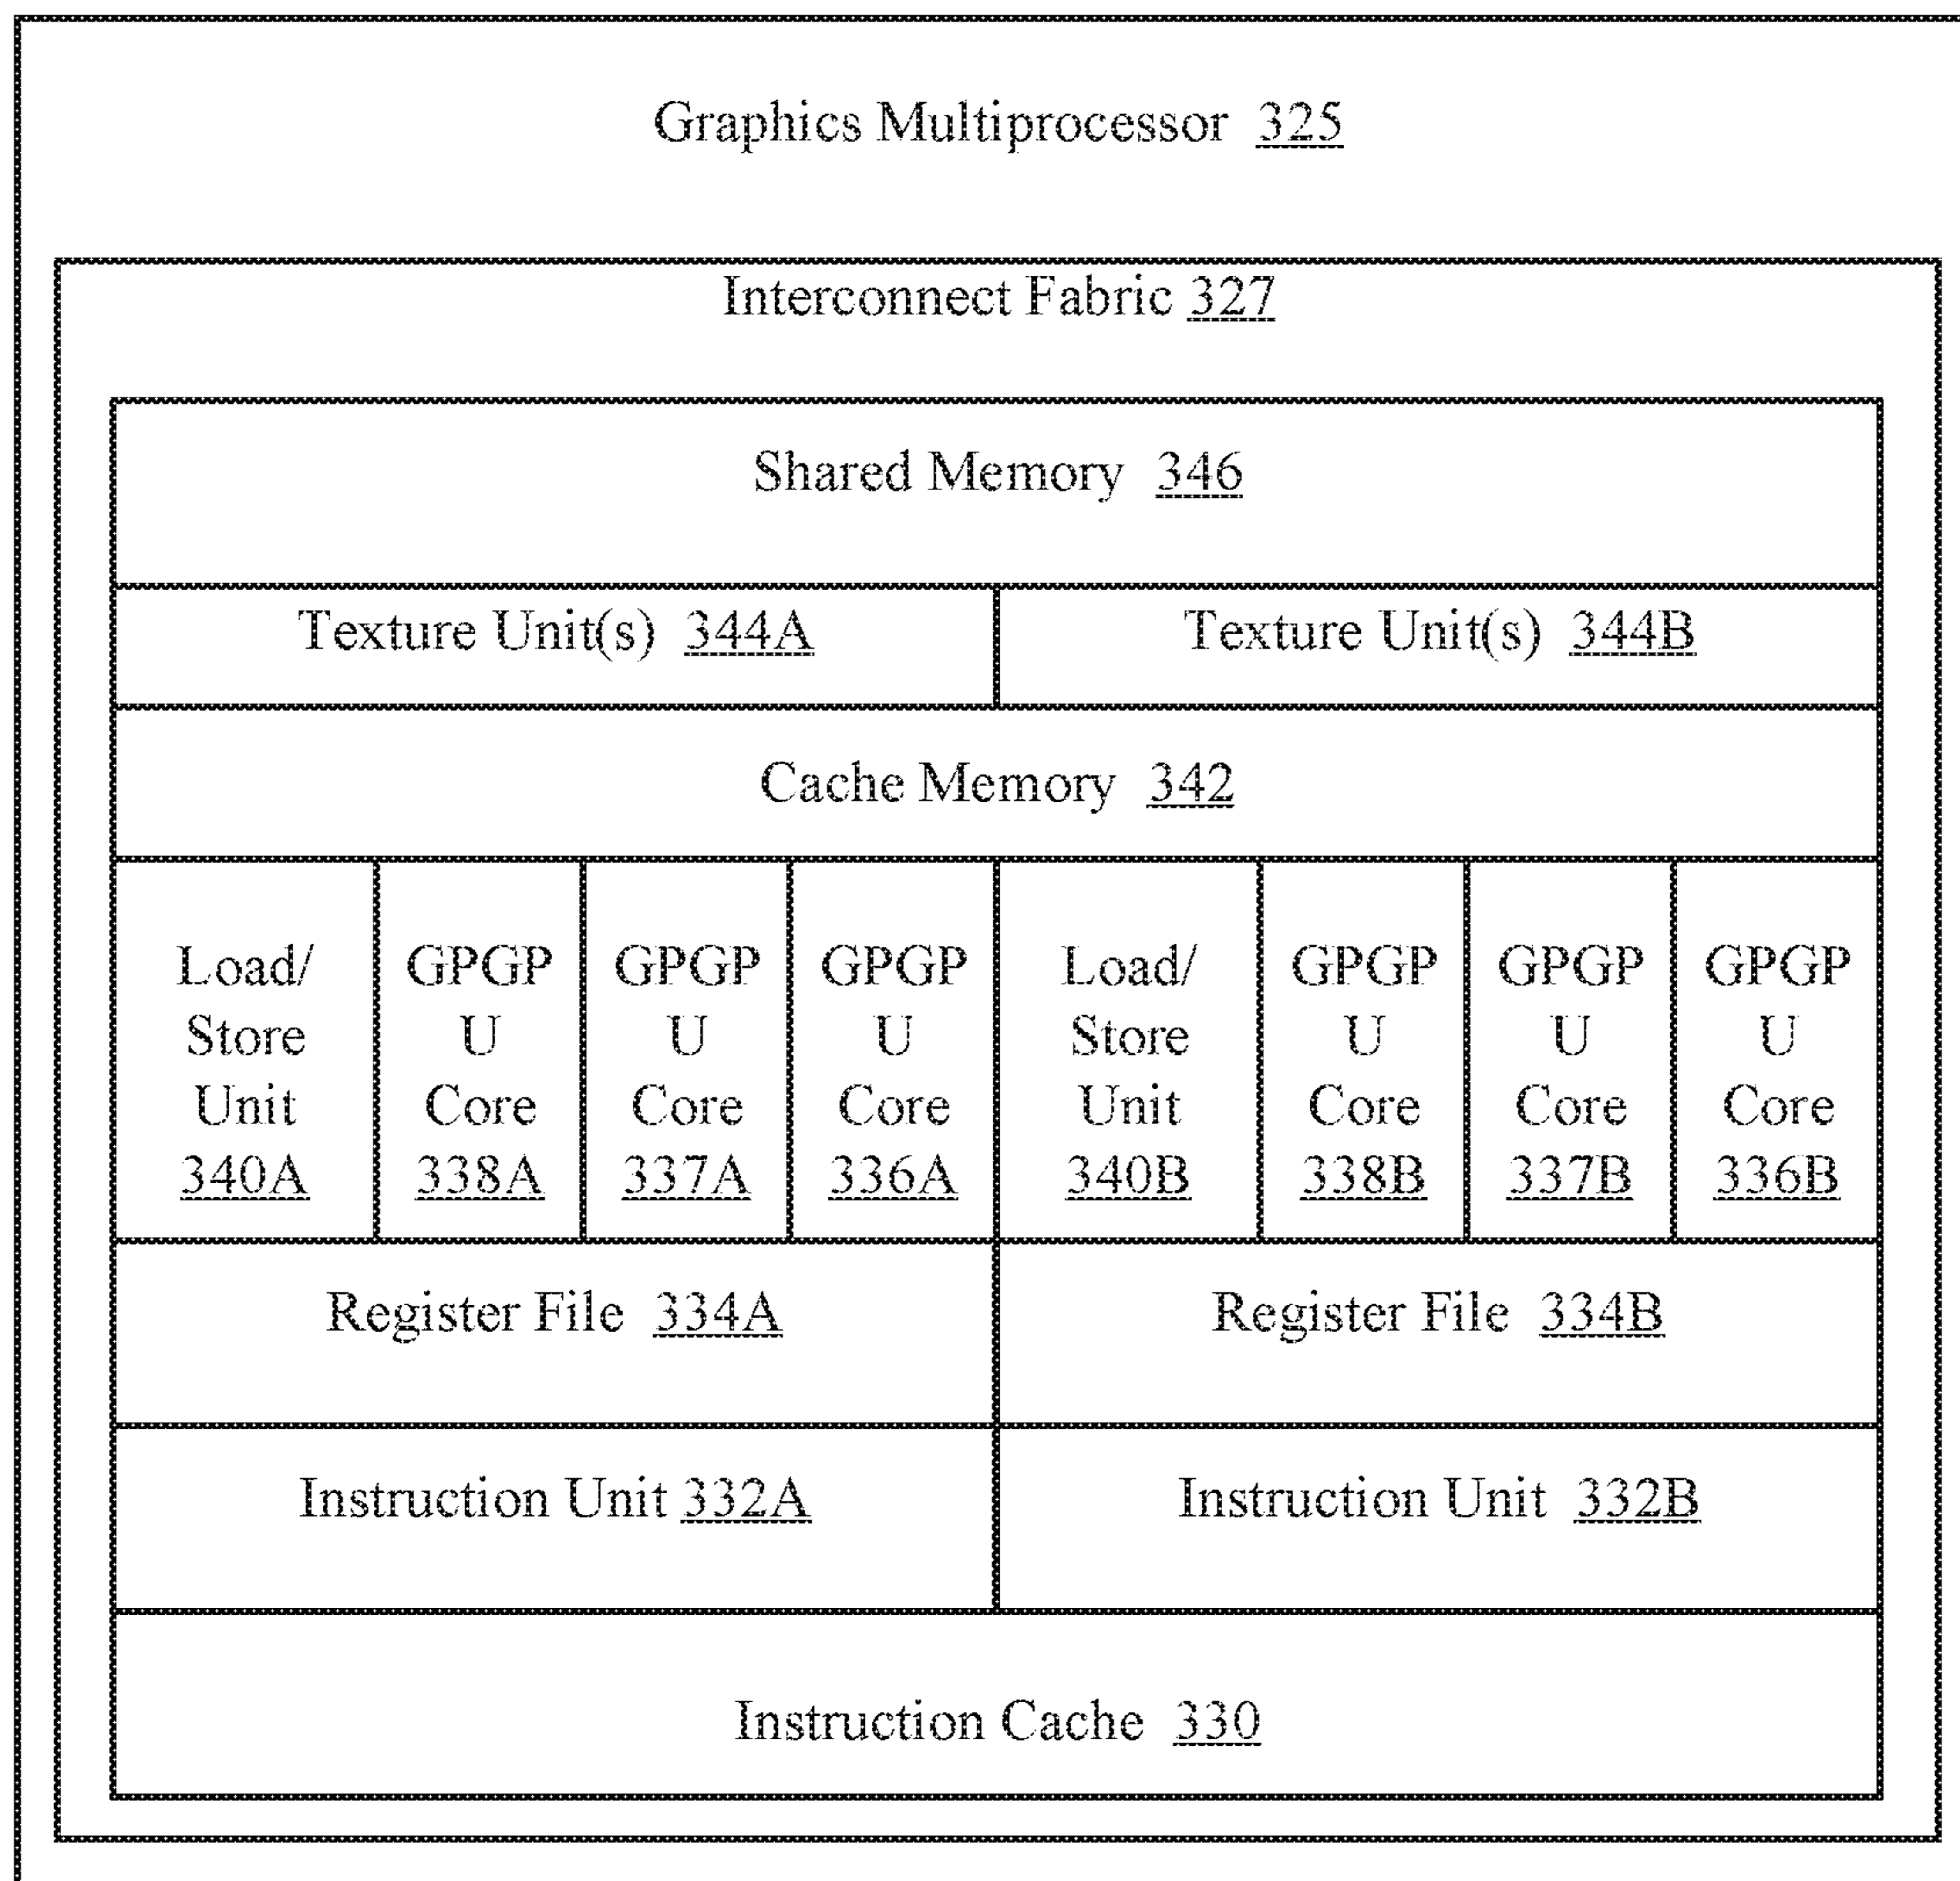 Graphics Multiprocessor 325
Interconnect Fabric 327
Shared Memory 346
Texture Unit(s) 344A
Texture Unit(s) 344B
Cache Memory 342
Load/
Store
Unit
340A
GPGP
U
Core
338A
GPGP
U
Core
337A
GPGP
U
Core
336A
Load/
Store
Unit
340B
GPGP
U
Core
338B
GPGP
U
Core
337B
GPGP
U
Core
336B
Register File 334A
Register File 334B
Instruction Unit 332A
Instruction Unit 332B
Instruction Cache 330